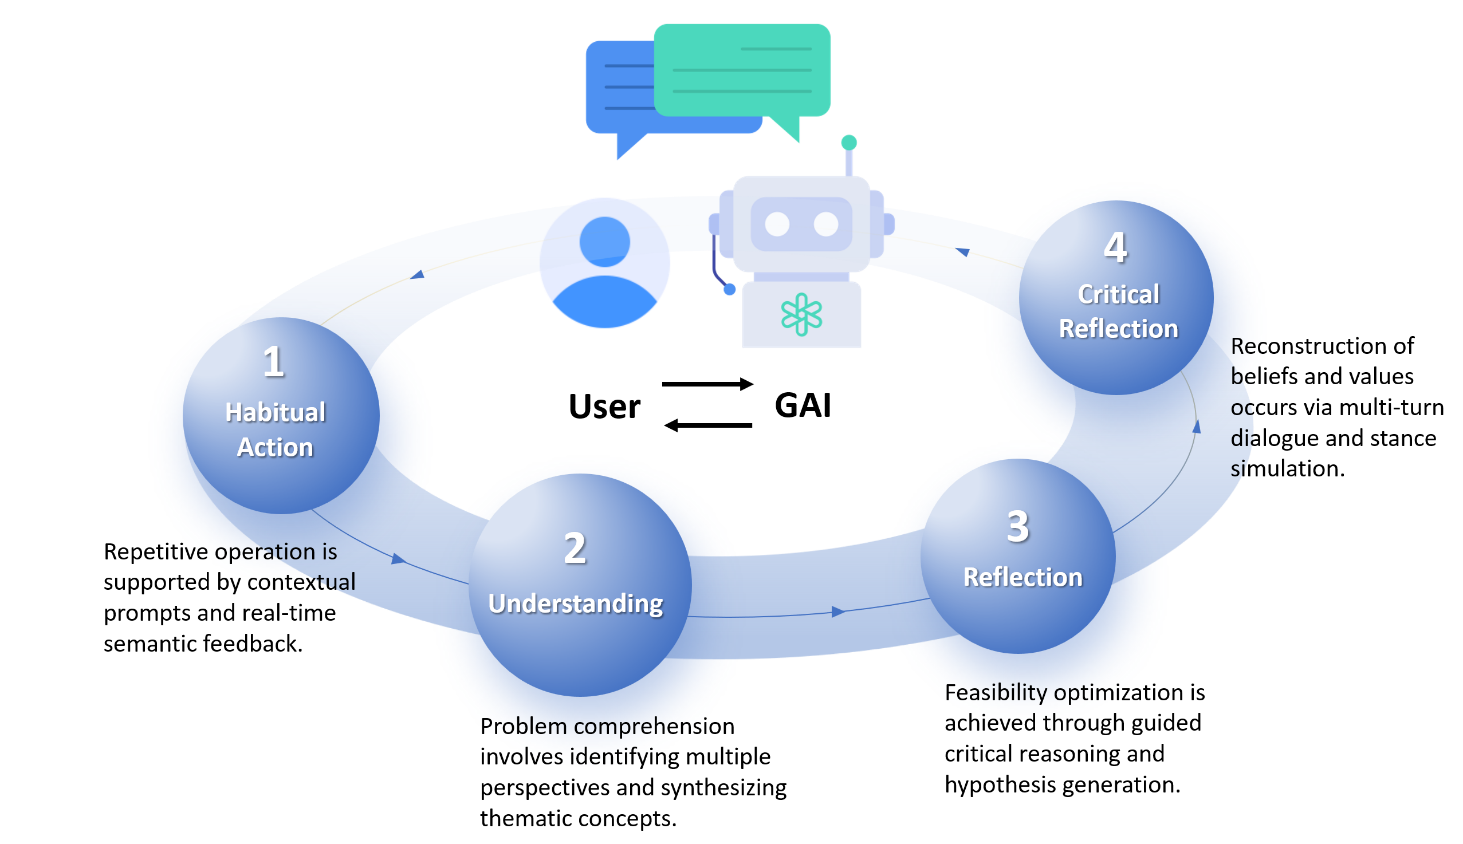 1
Habitual
Action
Repetitive operation is
supported by contextual
prompts and real-time
semantic feedback.
2
Understanding
Problem comprehension
involves identifying multiple
perspectives and synthesizing
thematic concepts.
3
Reflection
Feasibility optimization is
achieved through guided
critical reasoning and
hypothesis generation.
4
Critical
Reflection
Reconstruction of
beliefs and values
occurs via multi-turn
dialogue and stance
simulation.
User
GAI